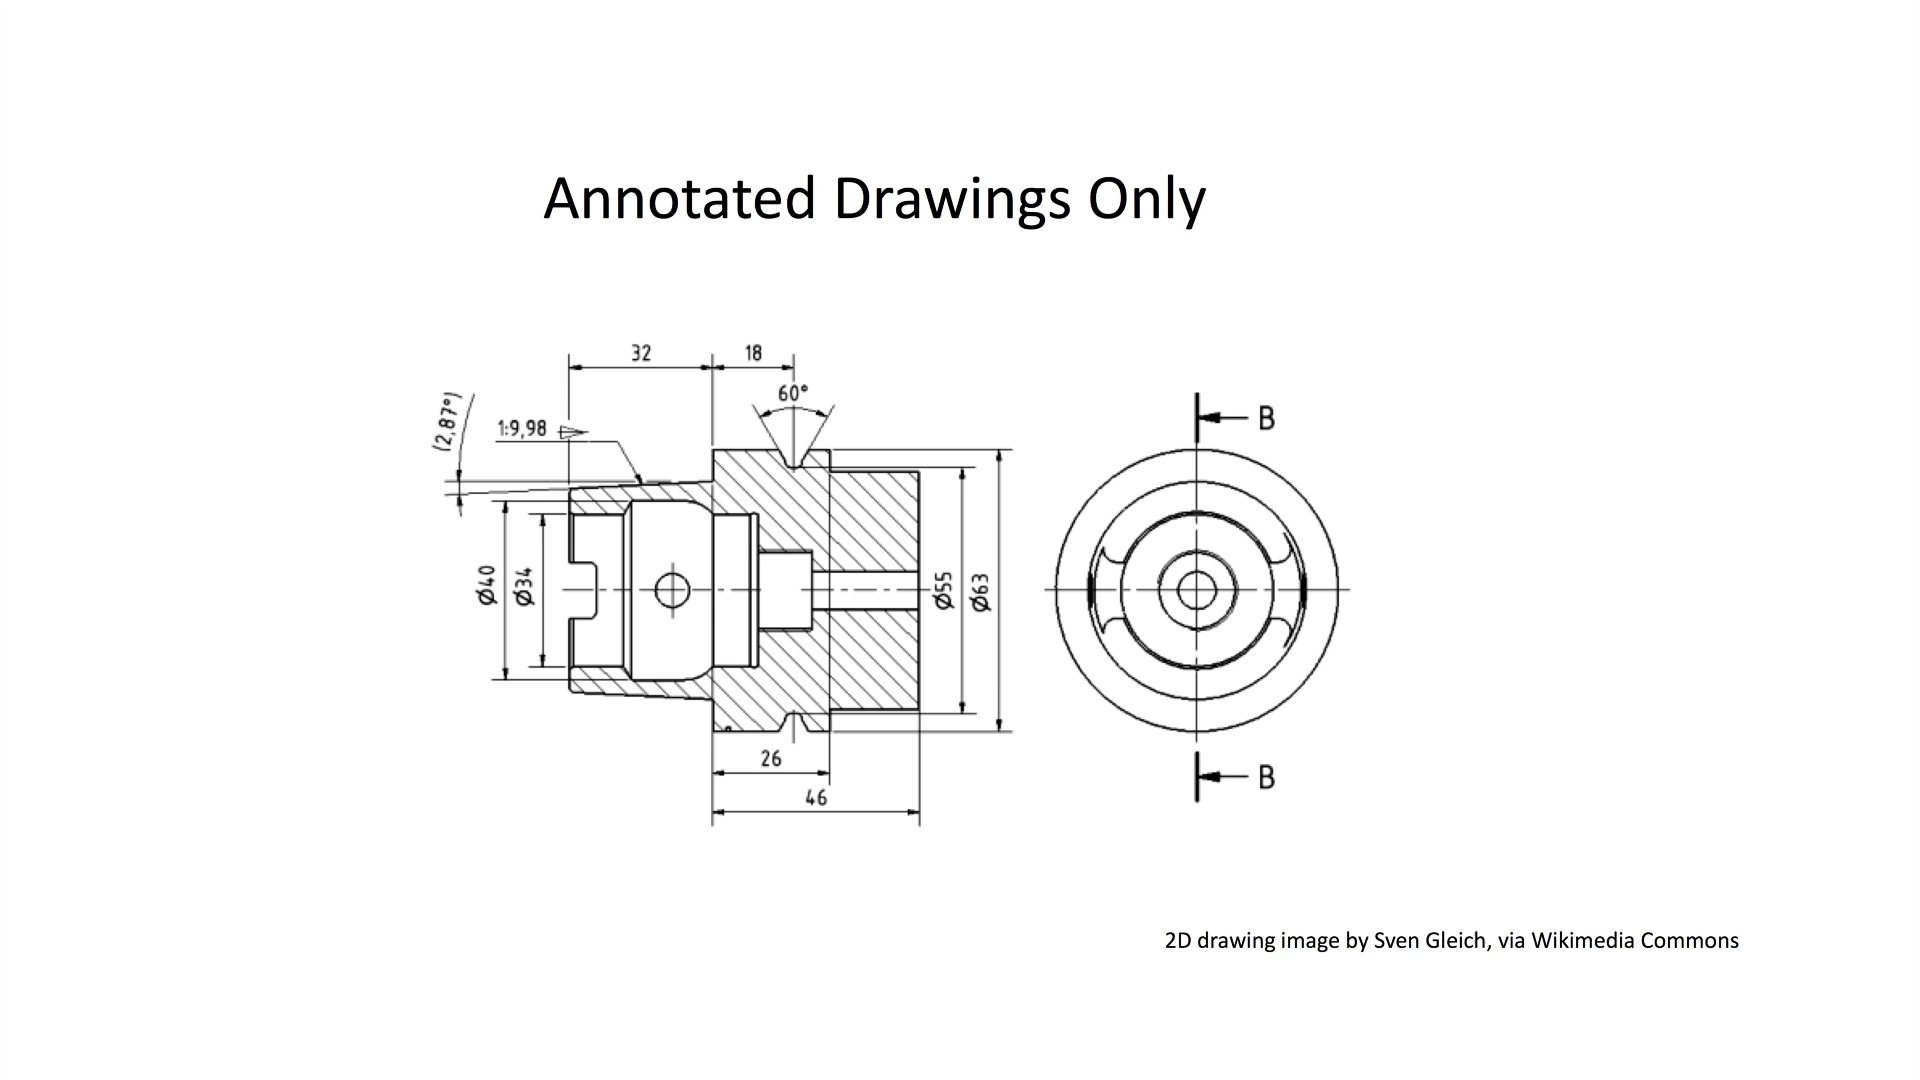 Annotated Drawings Only
32
18
60°
(2,87°)
1:9,98
B
Ø40
Ø34
Ø55
Ø63
26
46
B
2D drawing image by Sven Gleich, via Wikimedia Commons